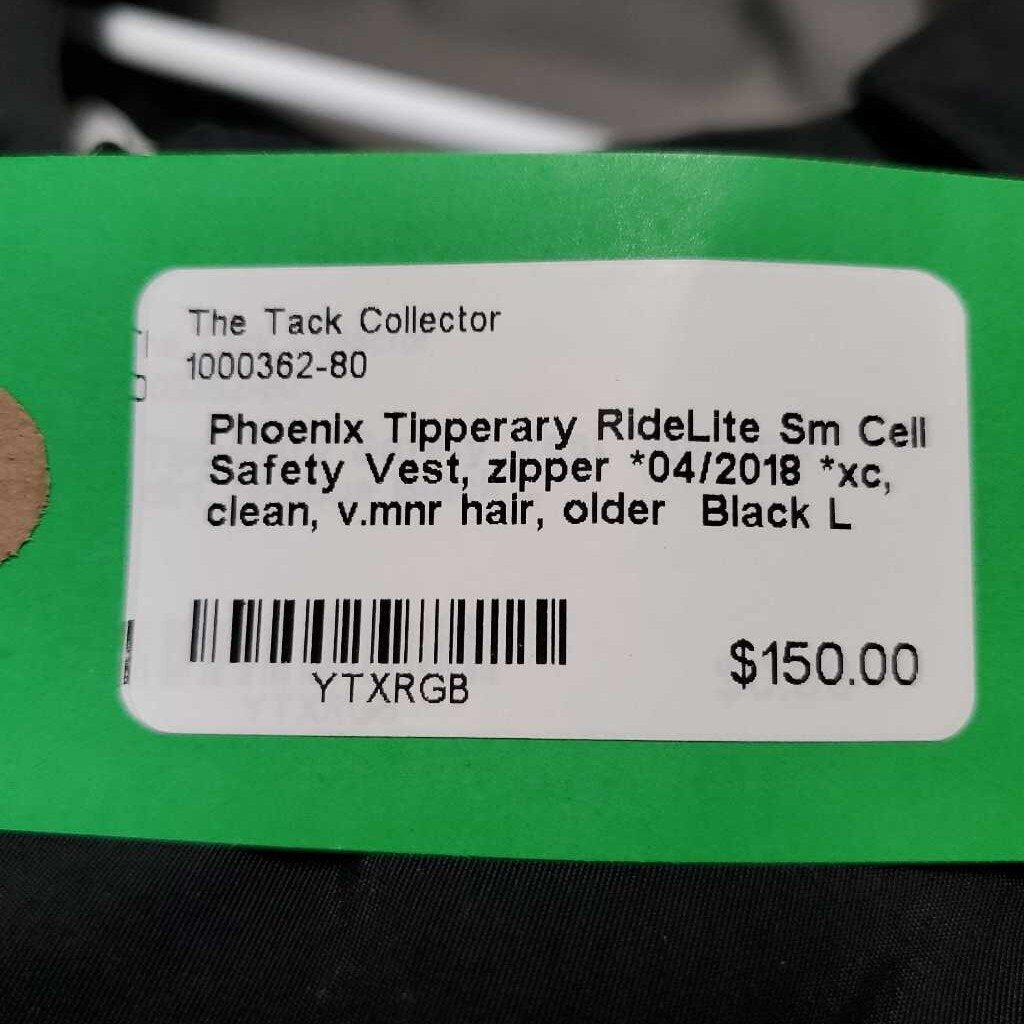 The Tack Collector
1000362-80
Phoenix Tipperary RideLite Sm Cell
Safety Vest, zipper *04/2018 *xc,
clean, v.mnr hair, older Black L
YTXRGB
$150.00